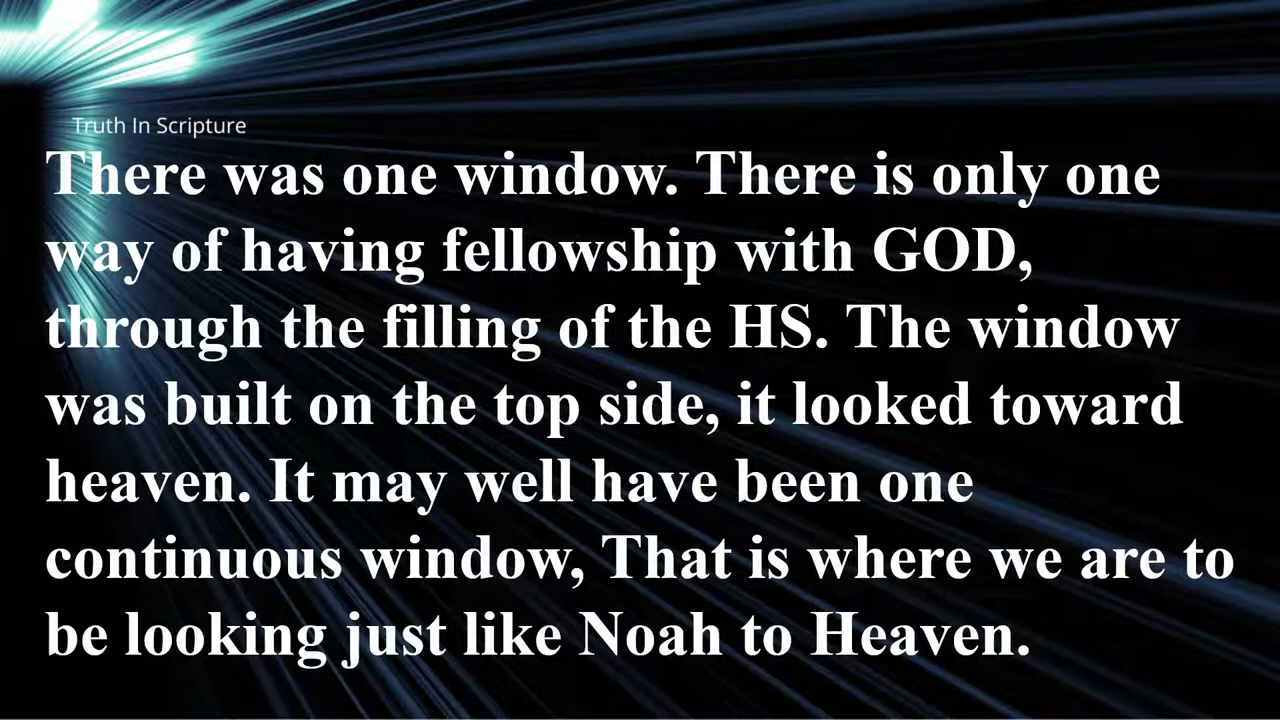 Truth In Scripture
There was one window. There is only one
way of having fellowship with GOD,
through the filling of the HS. The window
was built on the top side, it looked toward
heaven. It may well have been one
continuous window, That is where we are to
be looking just like Noah to Heaven.